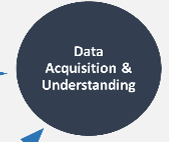 Data
Acquisition &
Understanding